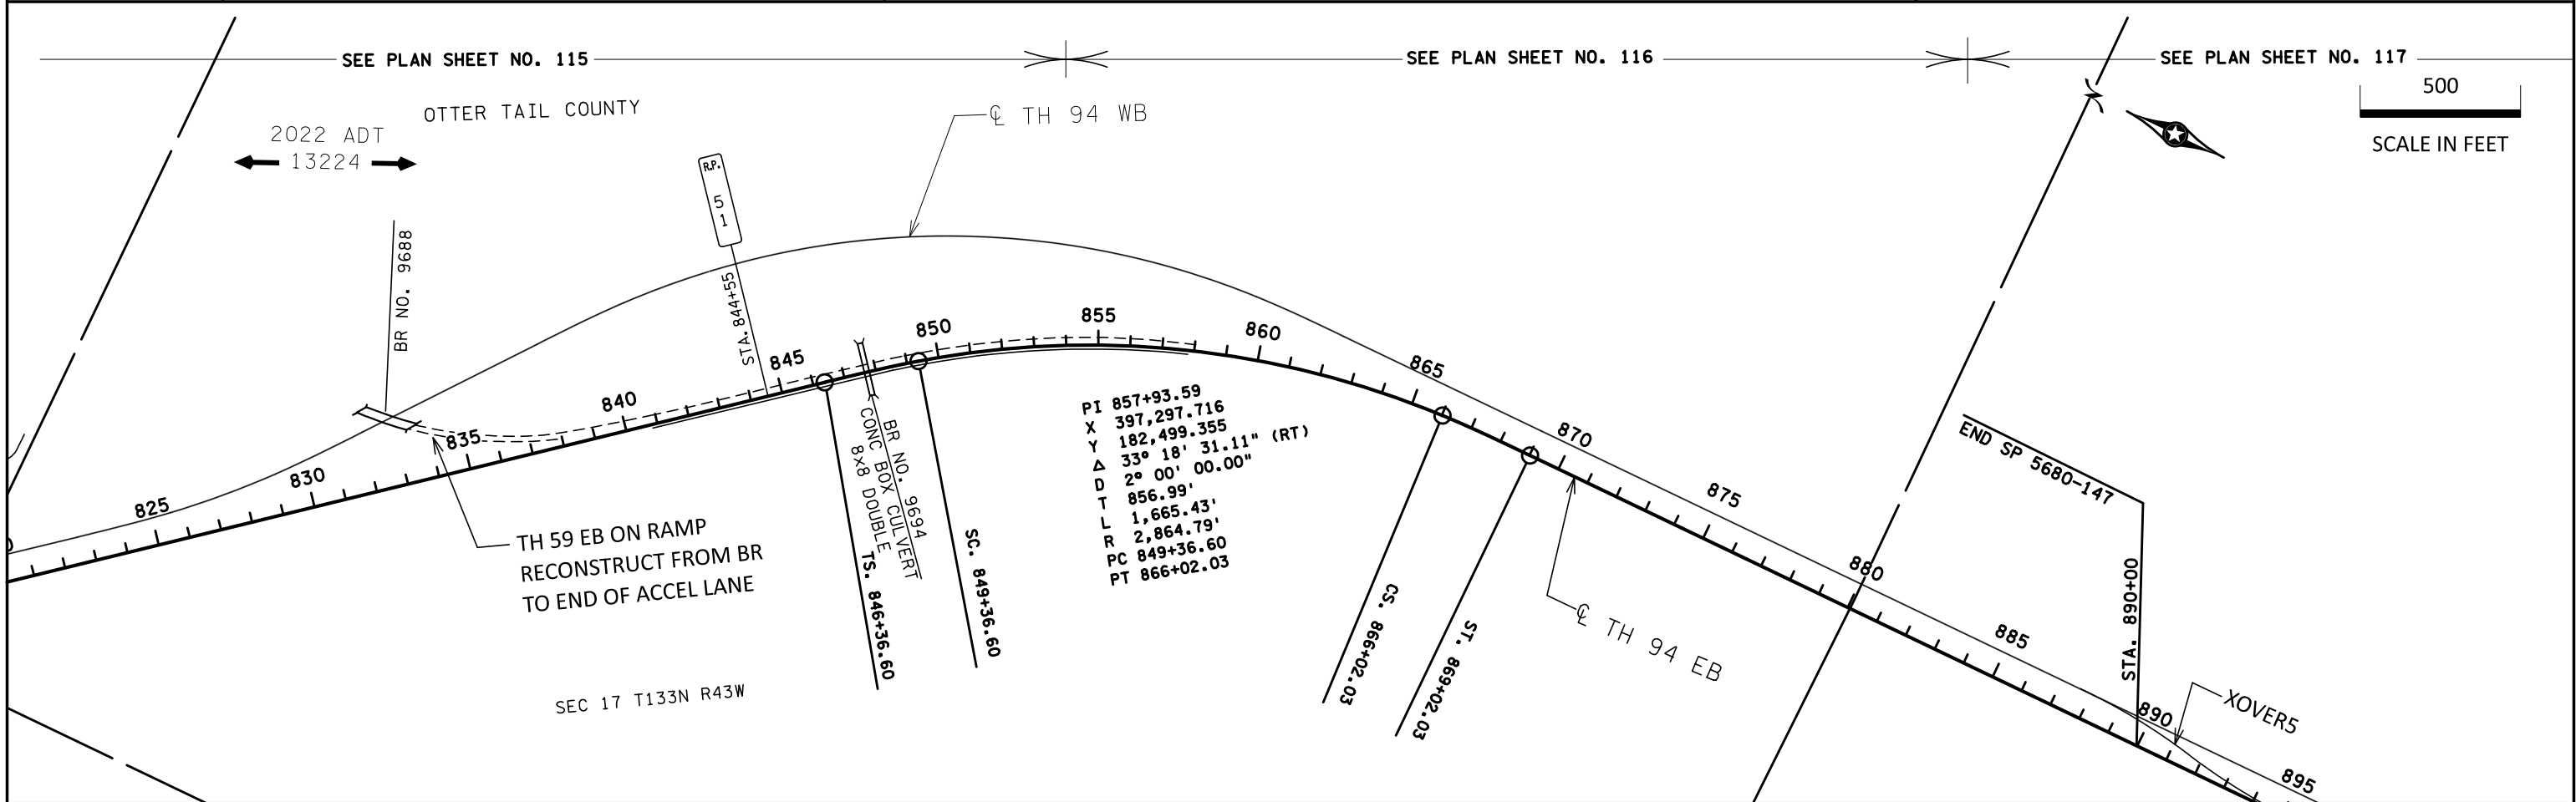 SEE PLAN SHEET NO. 115
SEE PLAN SHEET NO. 116
SEE PLAN SHEET NO. 117
500
SCALE IN FEET
OTTER TAIL COUNTY
2022 ADT
13224
℄ TH 94 WB
R.P.
5
1
STA. 844+55
BR NO. 9688
825
830
835
840
845
850
855
860
865
870
875
880
885
890
895
TH 59 EB ON RAMP
RECONSTRUCT FROM BR
TO END OF ACCEL LANE
BR NO. 9694
CONC BOX CULVERT
8x8 DOUBLE
TS. 846+36.60
SC. 849+36.60
PI 857+93.59
X 397,297.716
Y 182,499.355
Δ 33° 18' 31.11" (RT)
D 2° 00' 00.00"
T 856.99'
L 1,665.43'
R 2,864.79'
PC 849+36.60
PT 866+02.03
CS. 866+02.03
ST. 869+02.03
℄ TH 94 EB
END SP 5680-147
STA. 890+00
XOVER5
SEC 17 T133N R43W